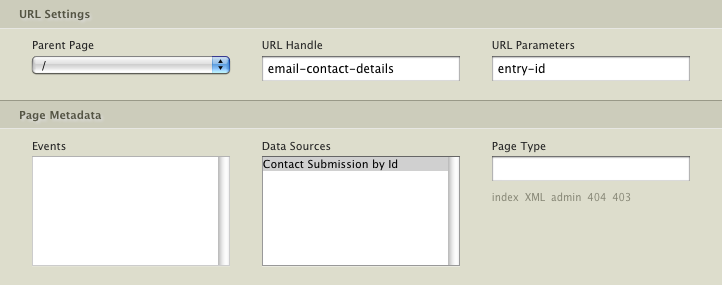 URL Settings
Parent Page
URL Handle
URL Parameters
/
email-contact-details
entry-id
Page Metadata
Events
Data Sources
Page Type
Contact Submission by Id
index XML admin 404 403